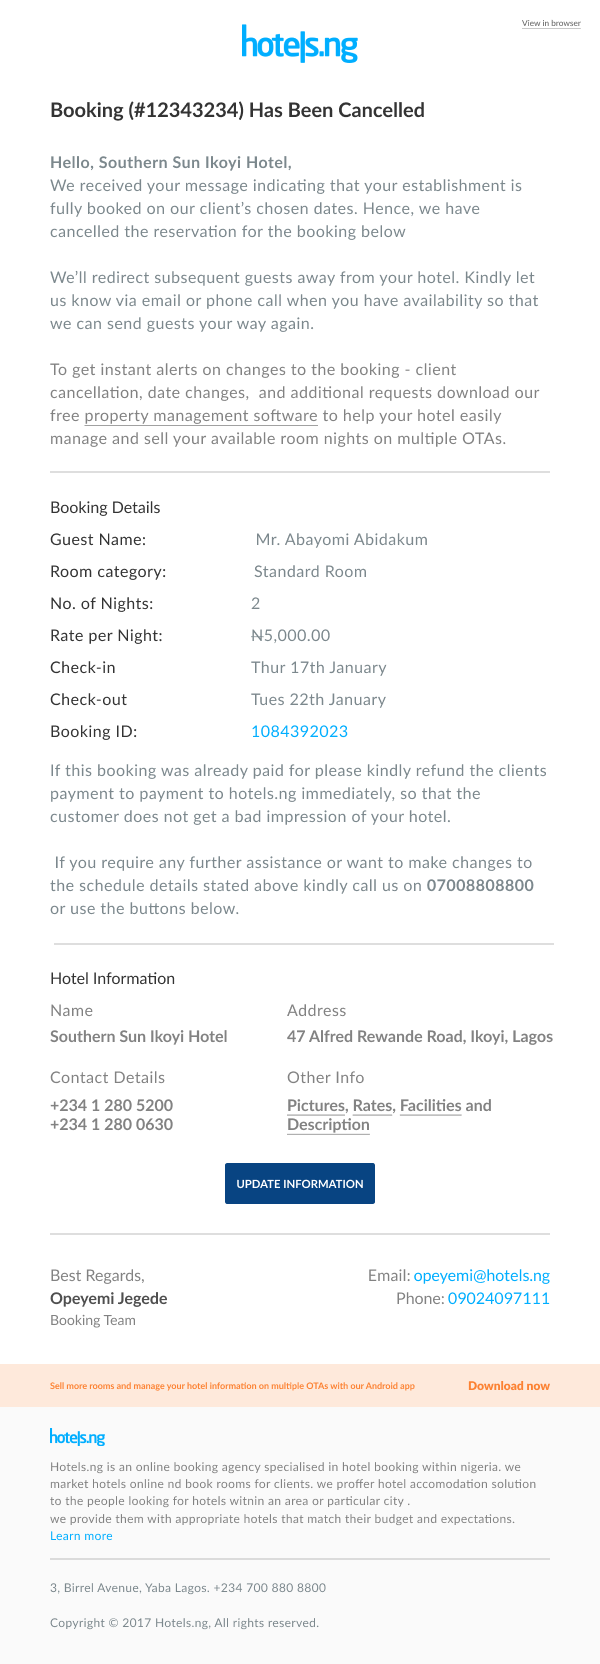 View in browser
hotels.ng
Booking (#12343234) Has Been Cancelled
Hello, Southern Sun Ikoyi Hotel,
We received your message indicating that your establishment is
fully booked on our client’s chosen dates. Hence, we have
cancelled the reservation for the booking below
We’ll redirect subsequent guests away from your hotel. Kindly let
us know via email or phone call when you have availability so that
we can send guests your way again.
To get instant alerts on changes to the booking - client
cancellation, date changes,  and additional requests download our
free property management software to help your hotel easily
manage and sell your available room nights on multiple OTAs.
Booking Details
Guest Name: Mr. Abayomi Abidakum
Room category: Standard Room
No. of Nights: 2
Rate per Night: ₦5,000.00
Check-in Thur 17th January
Check-out Tues 22th January
Booking ID: 1084392023
If this booking was already paid for please kindly refund the clients
payment to payment to hotels.ng immediately, so that the
customer does not get a bad impression of your hotel.
If you require any further assistance or want to make changes to
the schedule details stated above kindly call us on 07008808800
or use the buttons below.
Hotel Information
Name Address
Southern Sun Ikoyi Hotel 47 Alfred Rewande Road, Ikoyi, Lagos
Contact Details Other Info
+234 1 280 5200 Pictures, Rates, Facilities and
+234 1 280 0630 Description
UPDATE INFORMATION
Best Regards, Email: opeyemi@hotels.ng
Opeyemi Jegede Phone: 09024097111
Booking Team
Sell more rooms and manage your hotel information on multiple OTAs with our Android app Download now
hotels.ng
Hotels.ng is an online booking agency specialised in hotel booking within nigeria. we
market hotels online nd book rooms for clients. we proffer hotel accomodation solution
to the people looking for hotels witnin an area or particular city .
we provide them with appropriate hotels that match their budget and expectations.
Learn more
3, Birrel Avenue, Yaba Lagos. +234 700 880 8800
Copyright © 2017 Hotels.ng, All rights reserved.